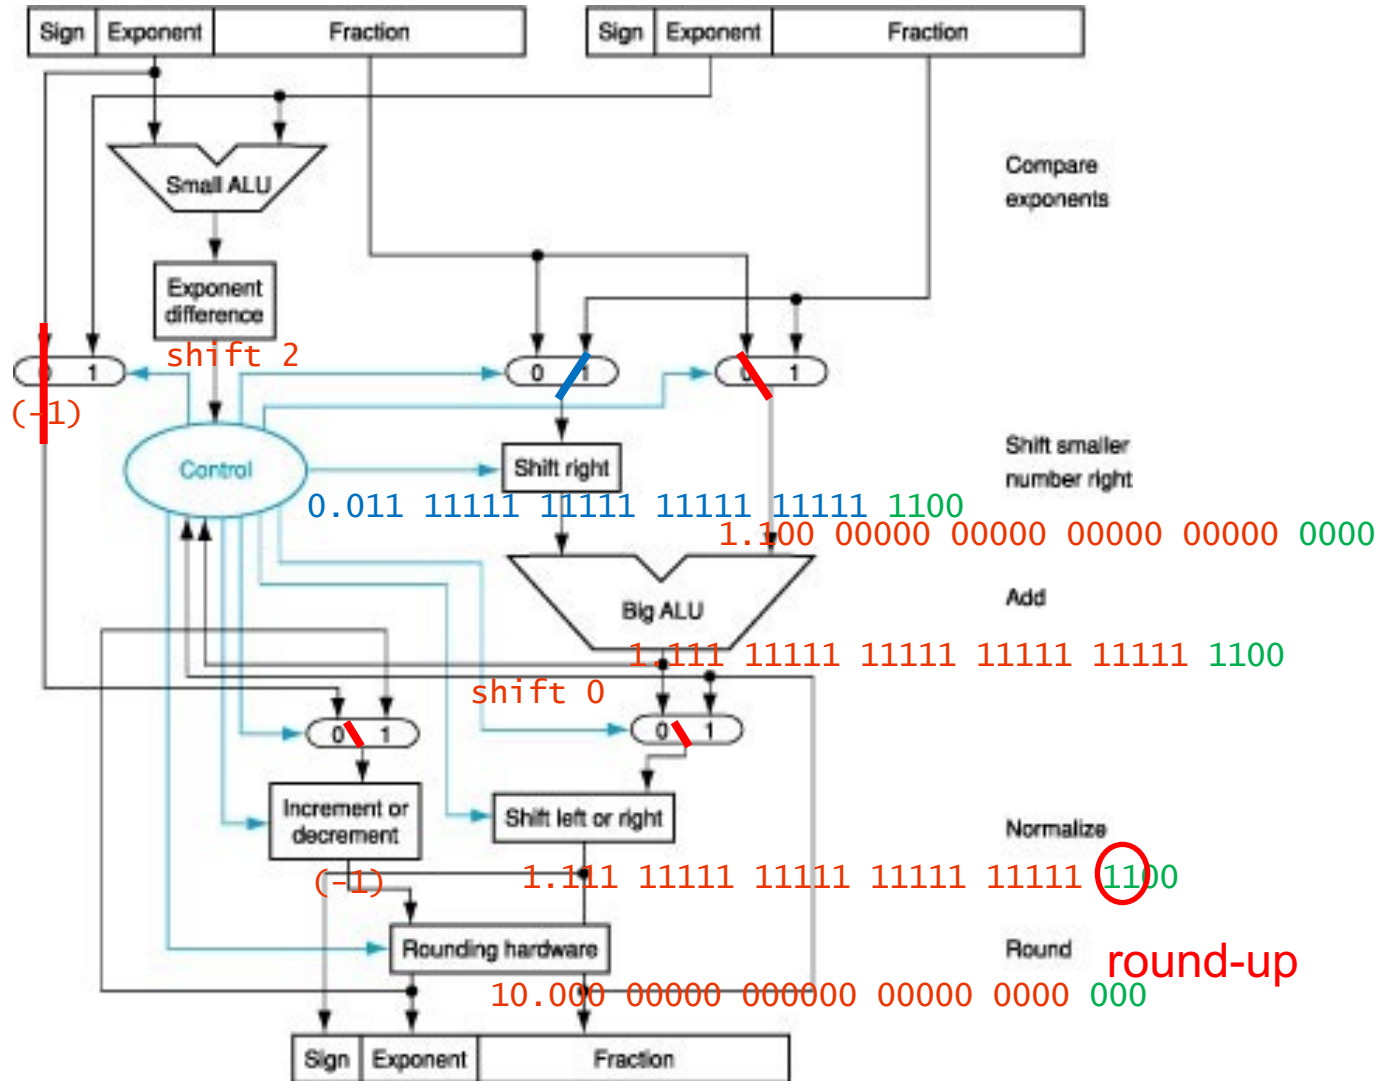 Sign Exponent Fraction Sign Exponent Fraction
Compare
exponents
Small ALU
Exponent
difference
shift 2
0 1 0 1 0 1
(-1)
Control
Shift right
Shift smaller
number right
0.011 11111 11111 11111 11111 1100
1.100 00000 00000 00000 00000 0000
Big ALU
Add
1.111 11111 11111 11111 11111 1100
shift 0
0 1 0 1
Increment or
decrement
Shift left or right
Normalize
(-1)
1.111 11111 11111 11111 11111 1100
Rounding hardware
Round
round-up
10.000 00000 000000 00000 0000 000
Sign Exponent Fraction